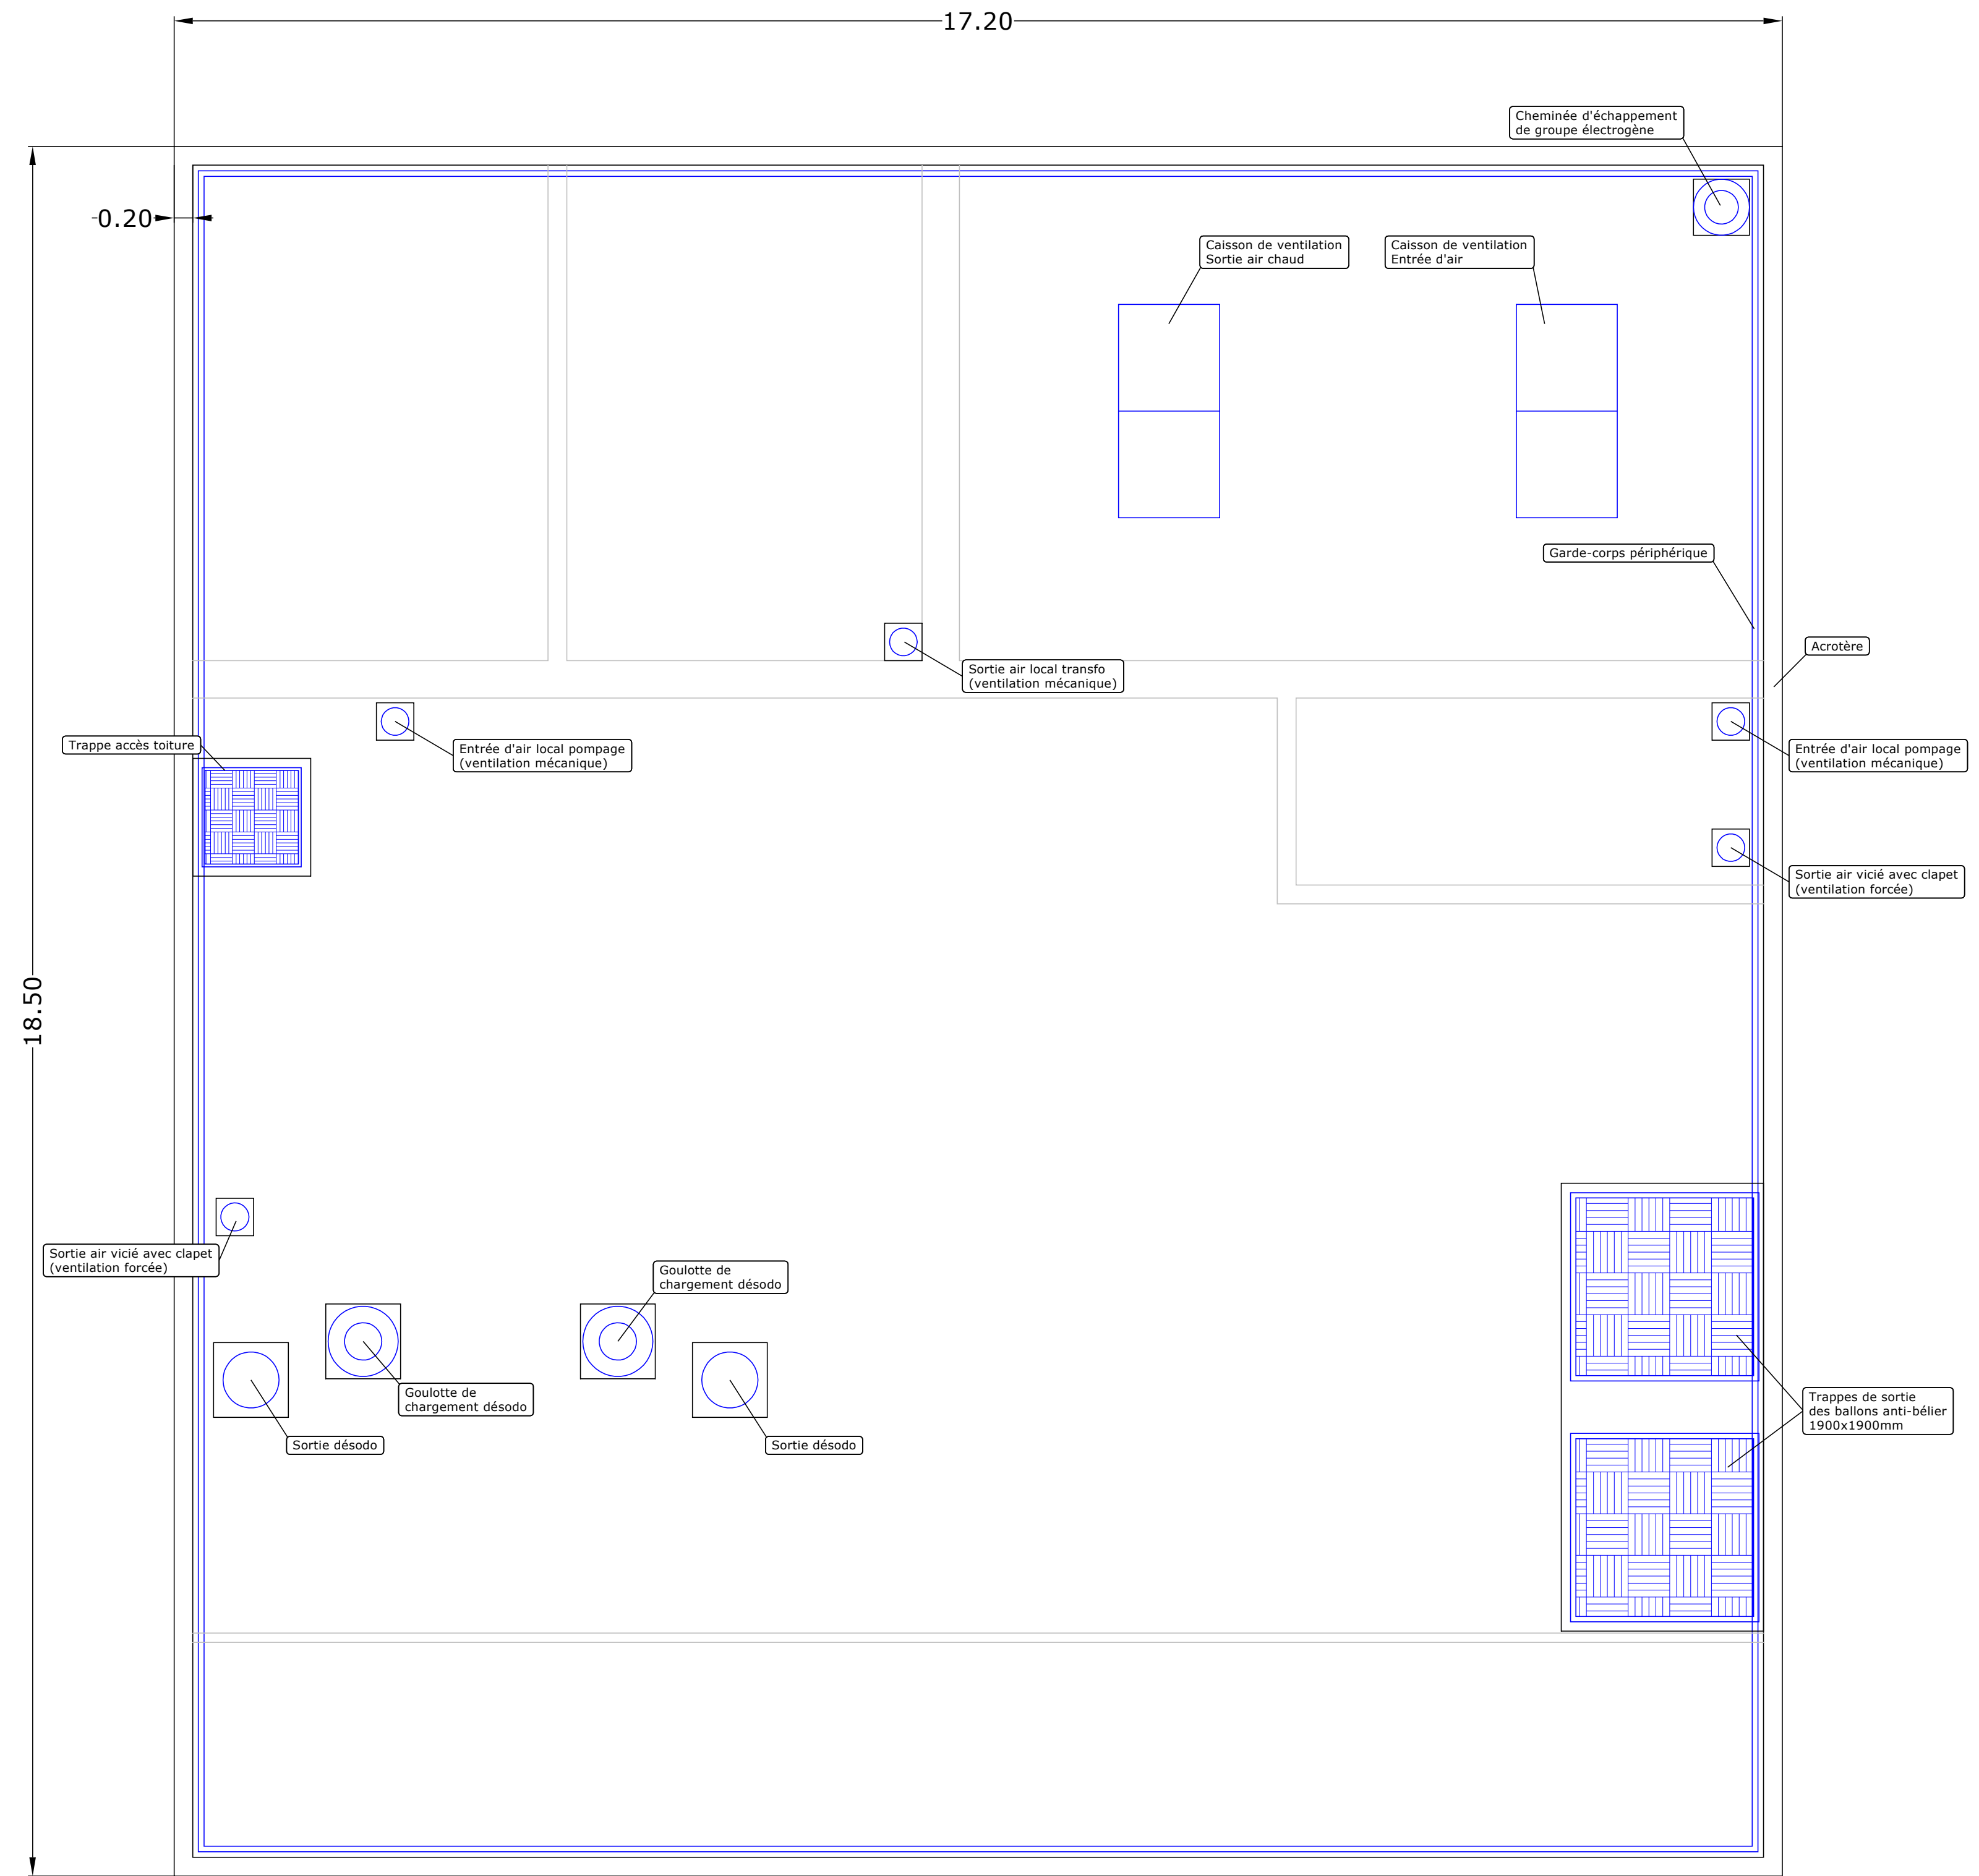 17.20
Cheminée d'échappement
de groupe électrogène
0.20
Caisson de ventilation
Sortie air chaud
Caisson de ventilation
Entrée d'air
Garde-corps périphérique
Acrotère
Sortie air local transfo
(ventilation mécanique)
Trappe accès toiture
Entrée d'air local pompage
(ventilation mécanique)
Entrée d'air local pompage
(ventilation mécanique)
Sortie air vicié avec clapet
(ventilation forcée)
18.50
Sortie air vicié avec clapet
(ventilation forcée)
Goulotte de
chargement désodo
Goulotte de
chargement désodo
Sortie désodo
Sortie désodo
Trappes de sortie
des ballons anti-bélier
1900x1900mm